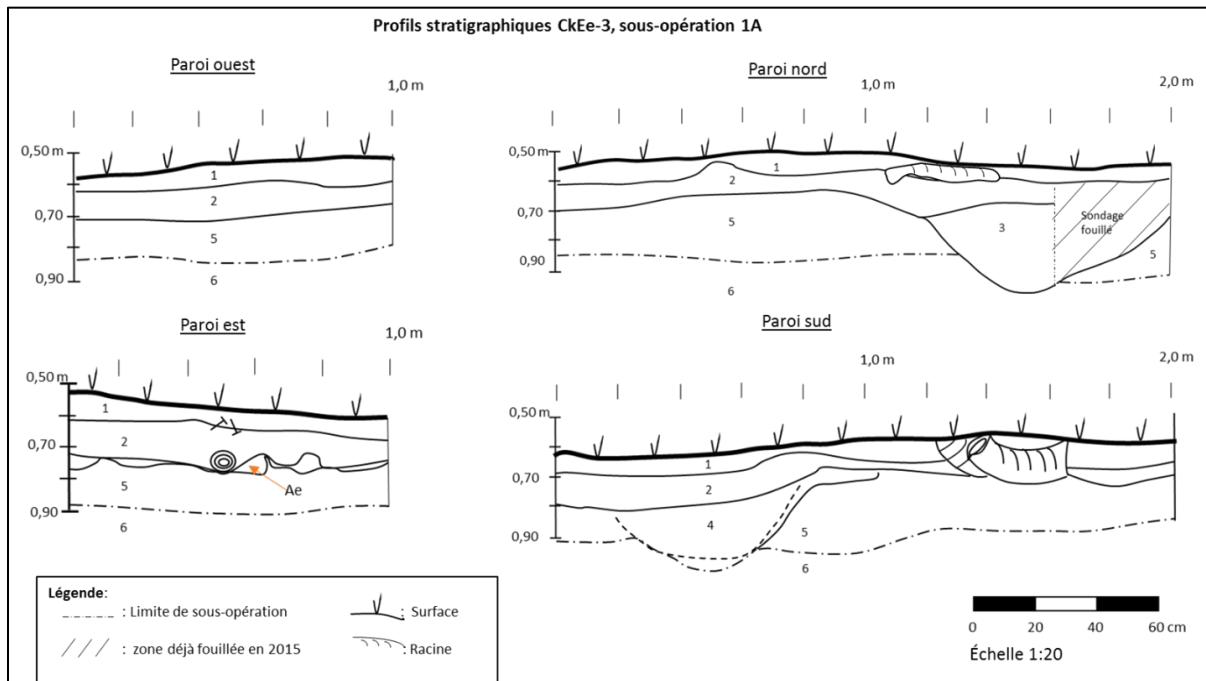 Profils stratigraphiques CkEe-3, sous-opération 1A
Paroi ouest
1,0 m
0,50 m
0,70
0,90
1
2
5
6
Paroi nord
1,0 m
2,0 m
0,50 m
0,70
0,90
1
2
5
6
3
Sondage
fouillé
5
Paroi est
1,0 m
0,50 m
0,70
0,90
1
2
5
6
Ae
Paroi sud
1,0 m
2,0 m
0,50 m
0,70
0,90
1
2
4
5
6
Légende:
: Limite de sous-opération
: Surface
: zone déjà fouillée en 2015
: Racine
0 20 40 60 cm
Échelle 1:20